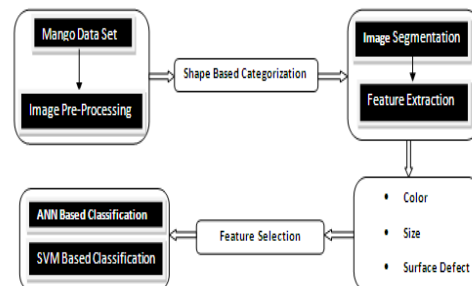 Mango Data Set
Image Pre-Processing
Shape Based Categorization
Image Segmentation
Feature Extraction
• Color
• Size
• Surface Defect
Feature Selection
ANN Based Classification
SVM Based Classification